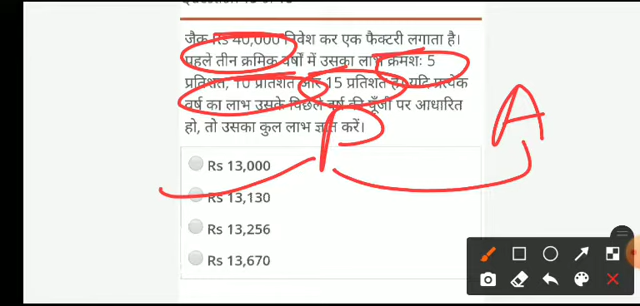 जैक Rs 40,000 निवेश कर एक फैक्टरी लगाता है।
पहले तीन क्रमिक वर्षों में उसका लाभ क्रमशः 5
प्रतिशत, 10 प्रतिशत और 15 प्रतिशत है। यदि प्रत्येक
वर्ष का लाभ उसके पिछले वर्ष की पूँजी पर आधारित
हो, तो उसका कुल लाभ ज्ञात करें।
P
A
Rs 13,000
Rs 13,130
Rs 13,256
Rs 13,670